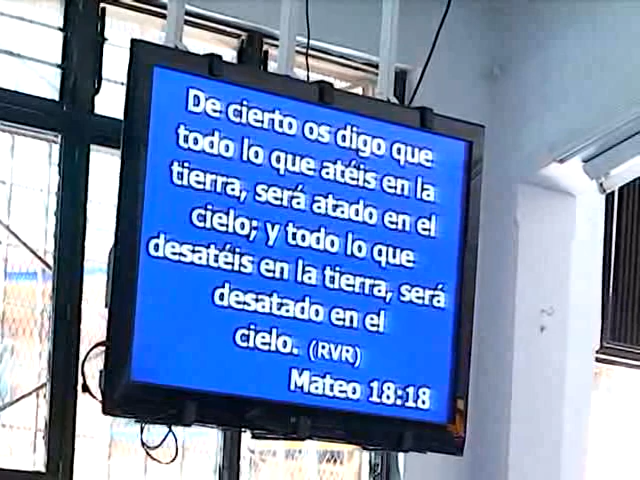 De cierto os digo que
todo lo que atéis en la
tierra, será atado en el
cielo; y todo lo que
desatéis en la tierra, será
desatado en el
cielo. (RVR)
Mateo 18:18